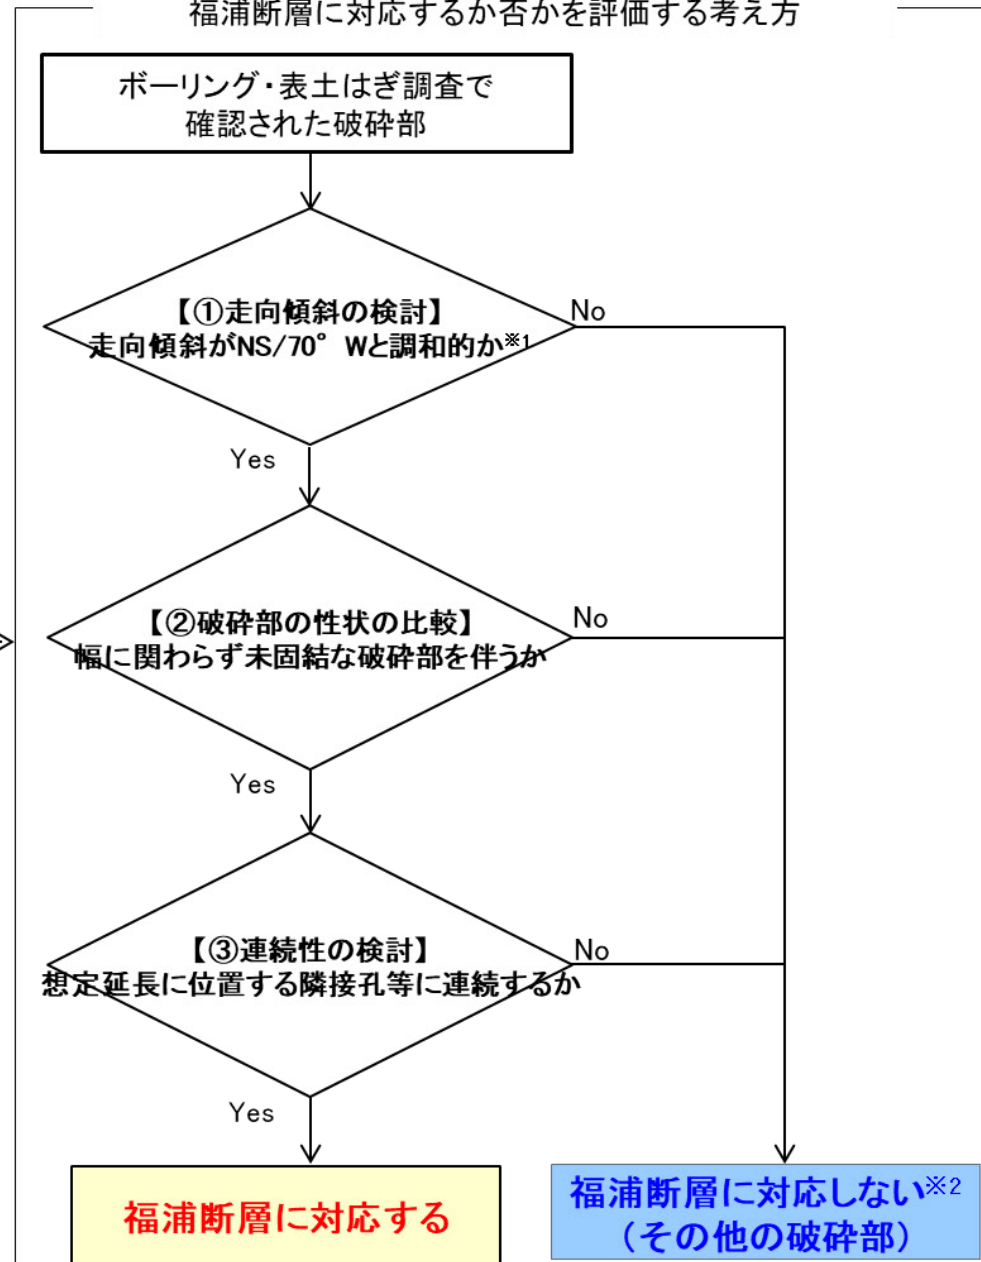 福浦断層に対応するか否かを評価する考え方
ボーリング・表土はぎ調査で
確認された破砕部
【①走向傾斜の検討】
走向傾斜がNS/70°Wと調和的か※1
No
Yes
【②破砕部の性状の比較】
幅に関わらず未固結な破砕部を伴うか
No
Yes
【③連続性の検討】
想定延長に位置する隣接孔等に連続するか
No
Yes
福浦断層に対応する
福浦断層に対応しない※2
（その他の破砕部）